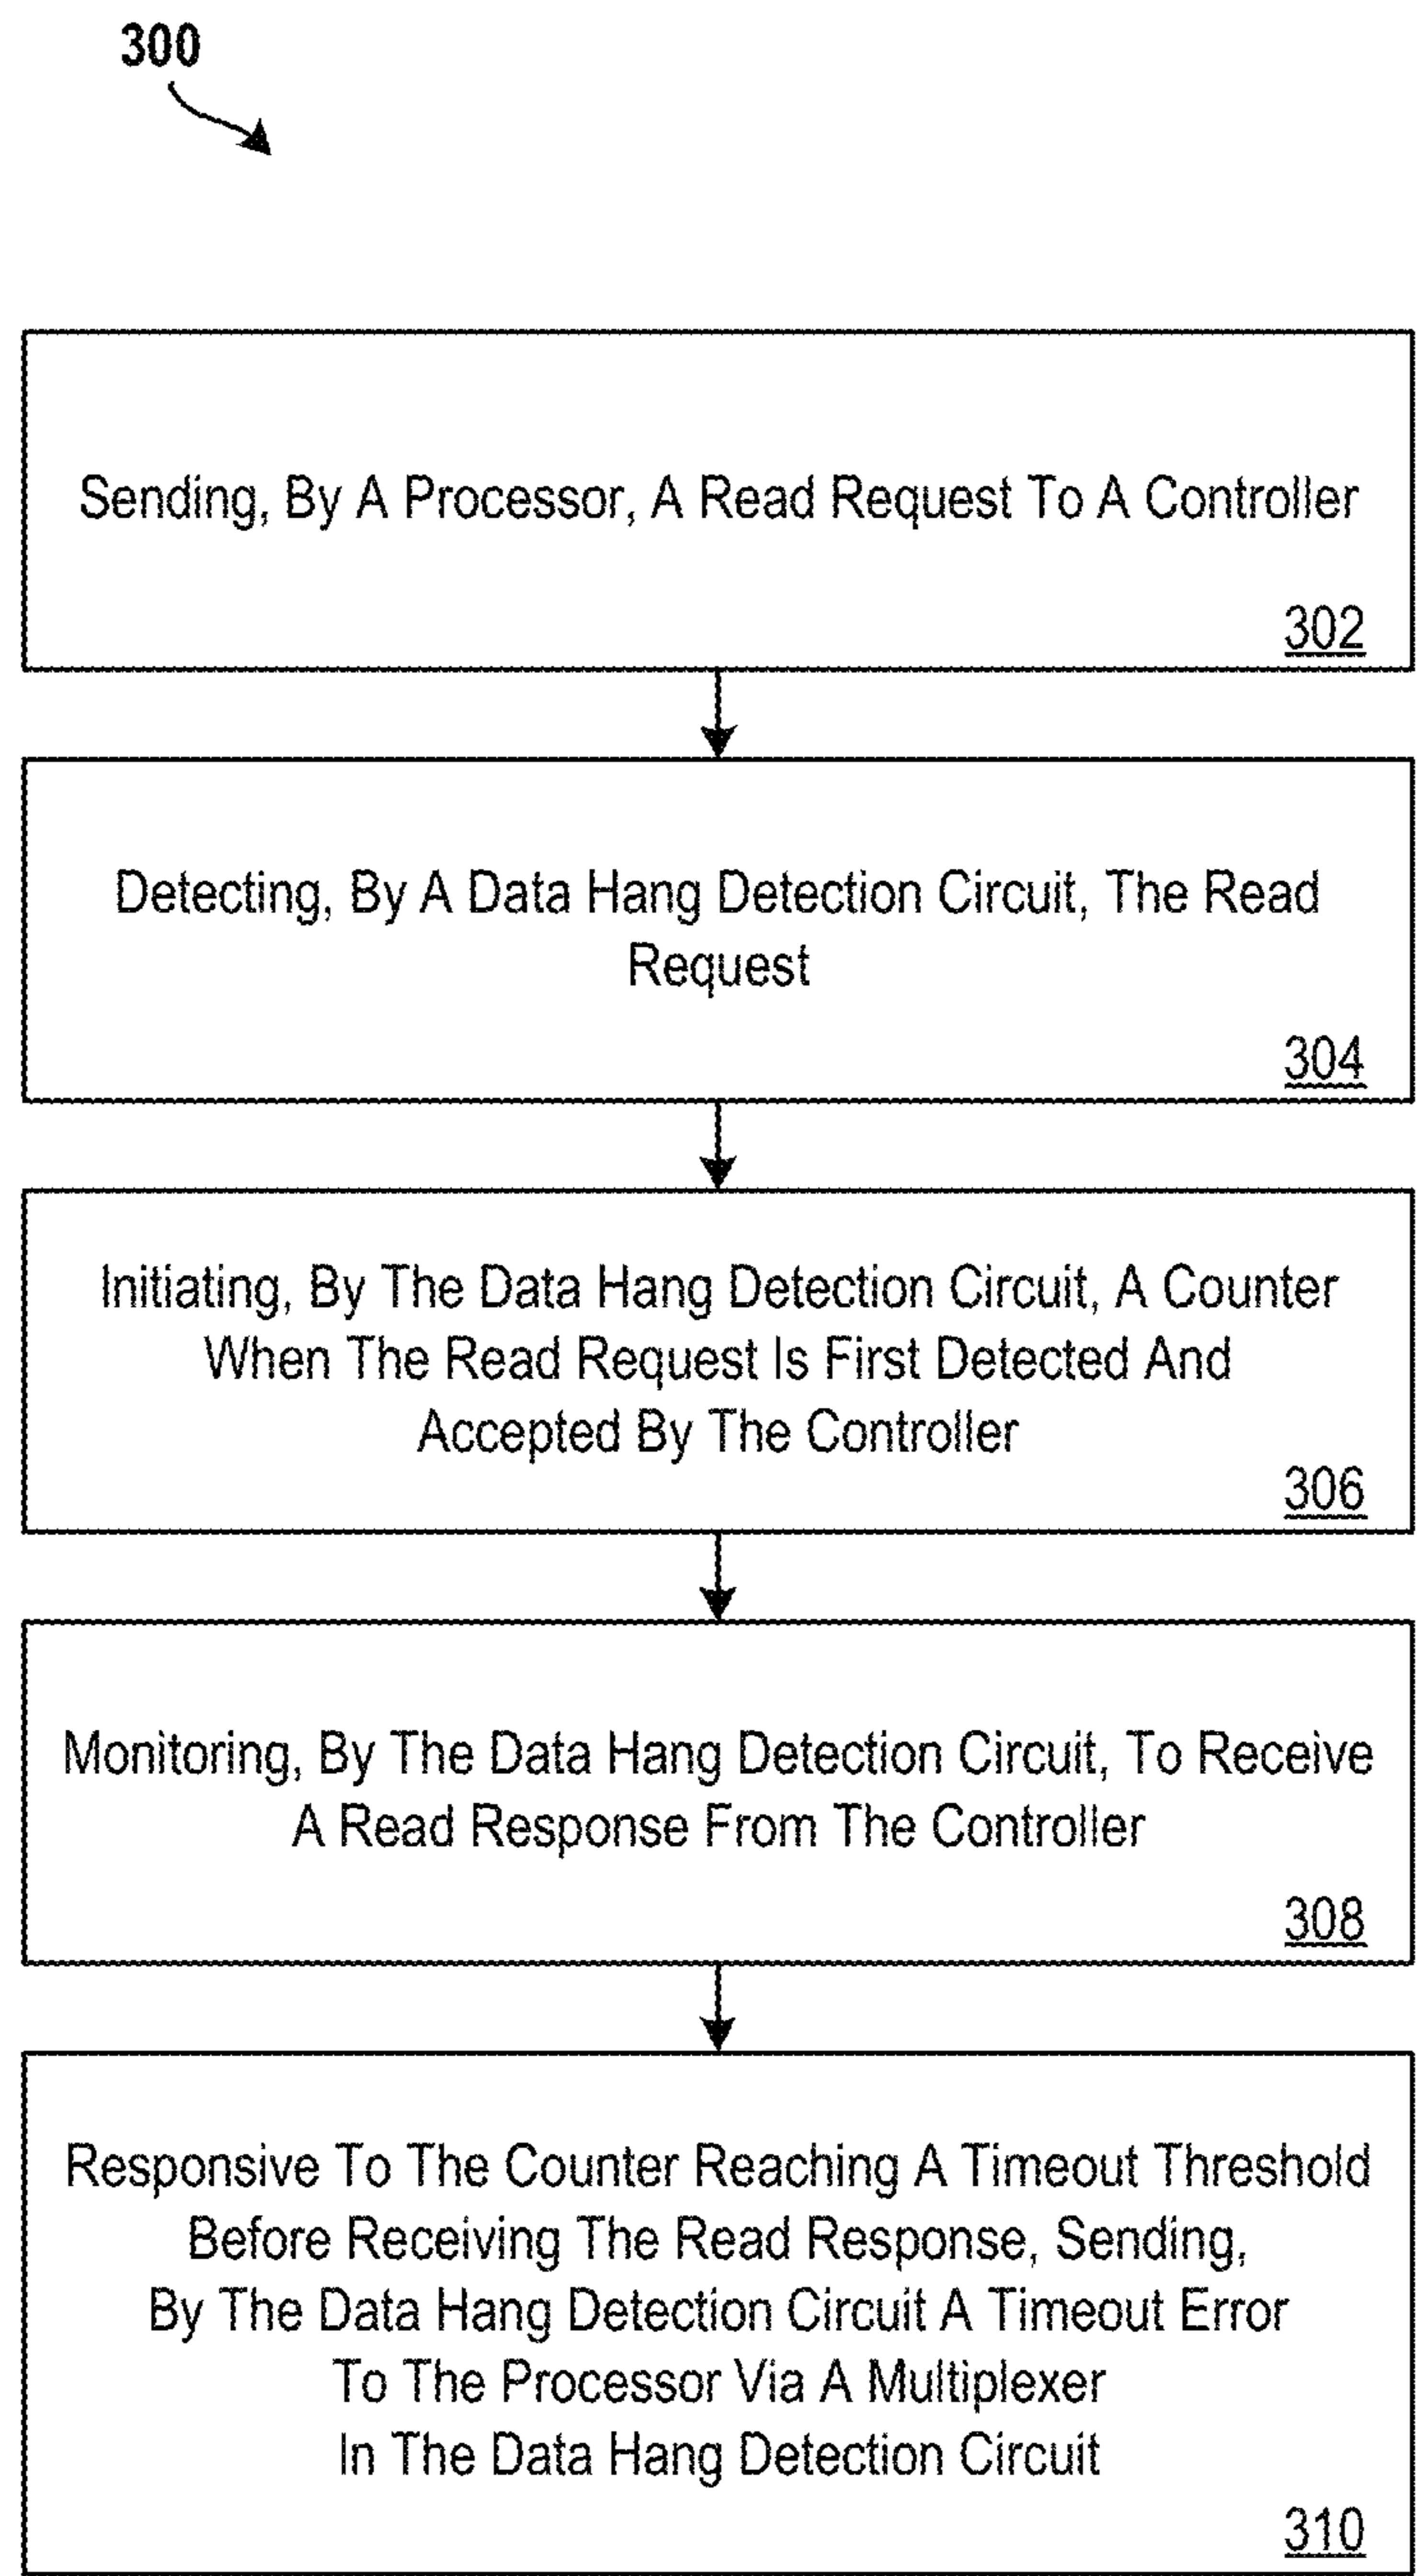 300
Sending, By A Processor, A Read Request To A Controller
302
Detecting, By A Data Hang Detection Circuit, The Read
Request
304
Initiating, By The Data Hang Detection Circuit, A Counter
When The Read Request Is First Detected And
Accepted By The Controller
306
Monitoring, By The Data Hang Detection Circuit, To Receive
A Read Response From The Controller
308
Responsive To The Counter Reaching A Timeout Threshold
Before Receiving The Read Response, Sending,
By The Data Hang Detection Circuit A Timeout Error
To The Processor Via A Multiplexer
In The Data Hang Detection Circuit
310